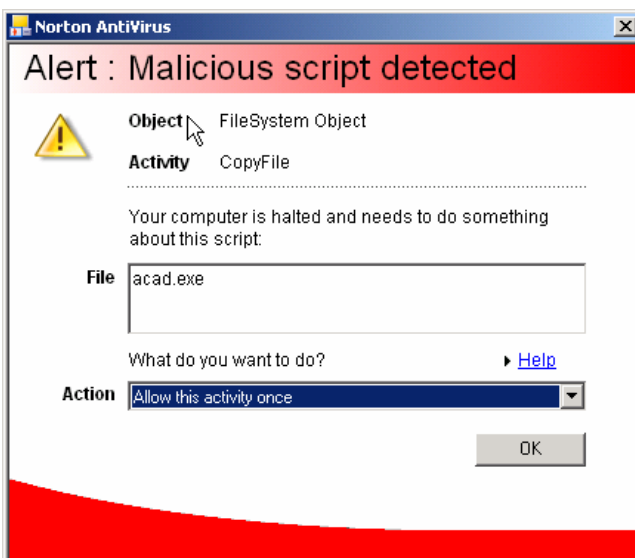 Norton AntiVirus
Alert : Malicious script detected
Object FileSystem Object
Activity CopyFile
Your computer is halted and needs to do something
about this script:
File acad.exe
What do you want to do? Help
Action Allow this activity once
OK